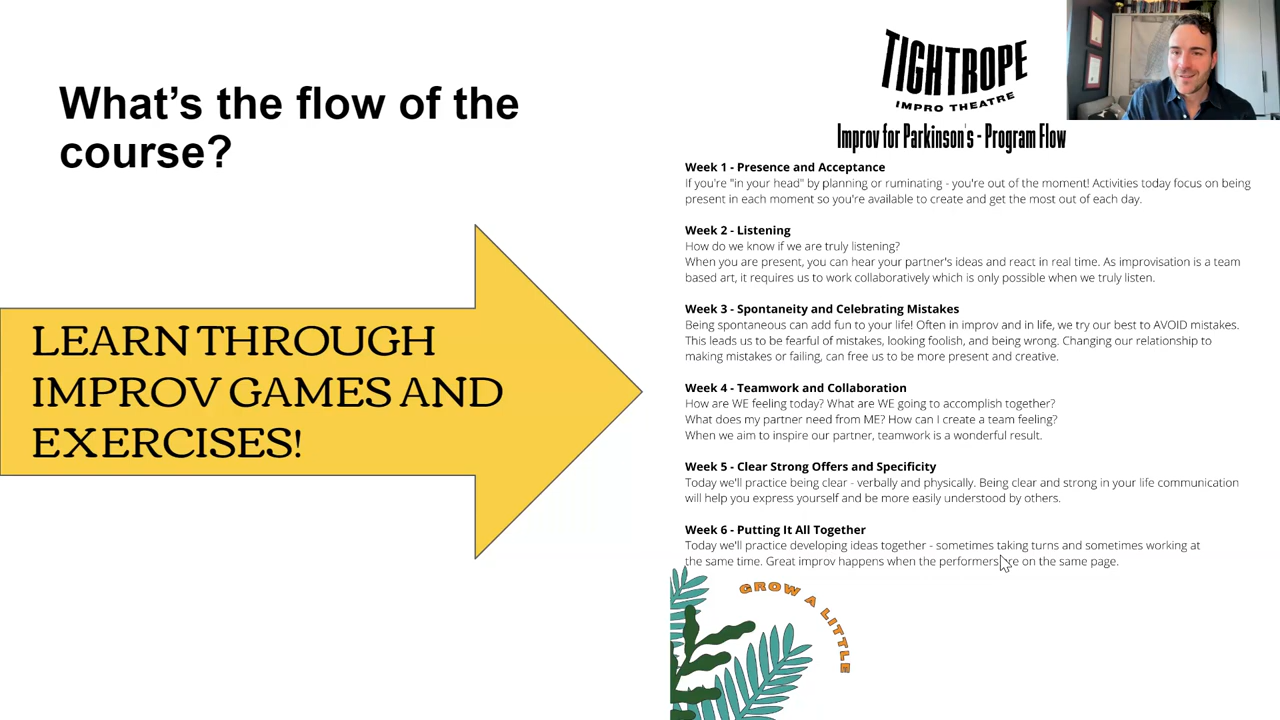 What's the flow of the
course?
LEARN THROUGH
IMPROV GAMES AND
EXERCISES!
TIGHTROPE
IMPRO THEATRE
Improv for Parkinson's - Program Flow
Week 1 - Presence and Acceptance
If you're "in your head" by planning or ruminating - you're out of the moment! Activities today focus on being
present in each moment so you're available to create and get the most out of each day.
Week 2 - Listening
How do we know if we are truly listening?
When you are present, you can hear your partner's ideas and react in real time. As improvisation is a team
based art, it requires us to work collaboratively which is only possible when we truly listen.
Week 3 - Spontaneity and Celebrating Mistakes
Being spontaneous can add fun to your life! Often in improv and in life, we try our best to AVOID mistakes.
This leads us to be fearful of mistakes, looking foolish, and being wrong. Changing our relationship to
making mistakes or failing, can free us to be more present and creative.
Week 4 - Teamwork and Collaboration
How are WE feeling today? What are WE going to accomplish together?
What does my partner need from ME? How can I create a team feeling?
When we aim to inspire our partner, teamwork is a wonderful result.
Week 5 - Clear Strong Offers and Specificity
Today we'll practice being clear - verbally and physically. Being clear and strong in your life communication
will help you express yourself and be more easily understood by others.
Week 6 - Putting It All Together
Today we'll practice developing ideas together - sometimes taking turns and sometimes working at
the same time. Great improv happens when the performers are on the same page.
GROW A LITTLE